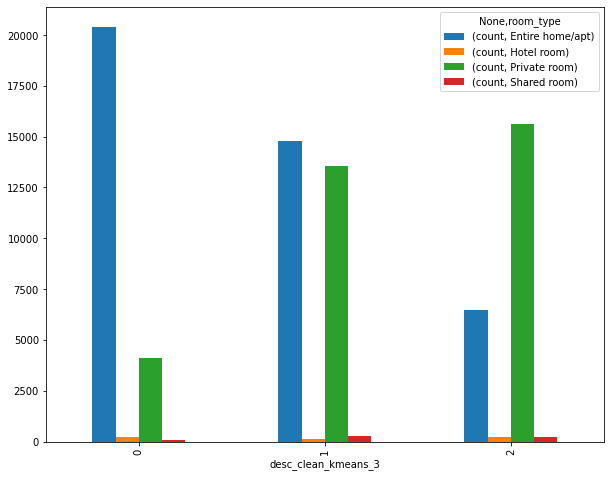 None,room_type
(count, Entire home/apt)
(count, Hotel room)
(count, Private room)
(count, Shared room)
20000
17500
15000
12500
10000
7500
5000
2500
0
0
1
2
desc_clean_kmeans_3